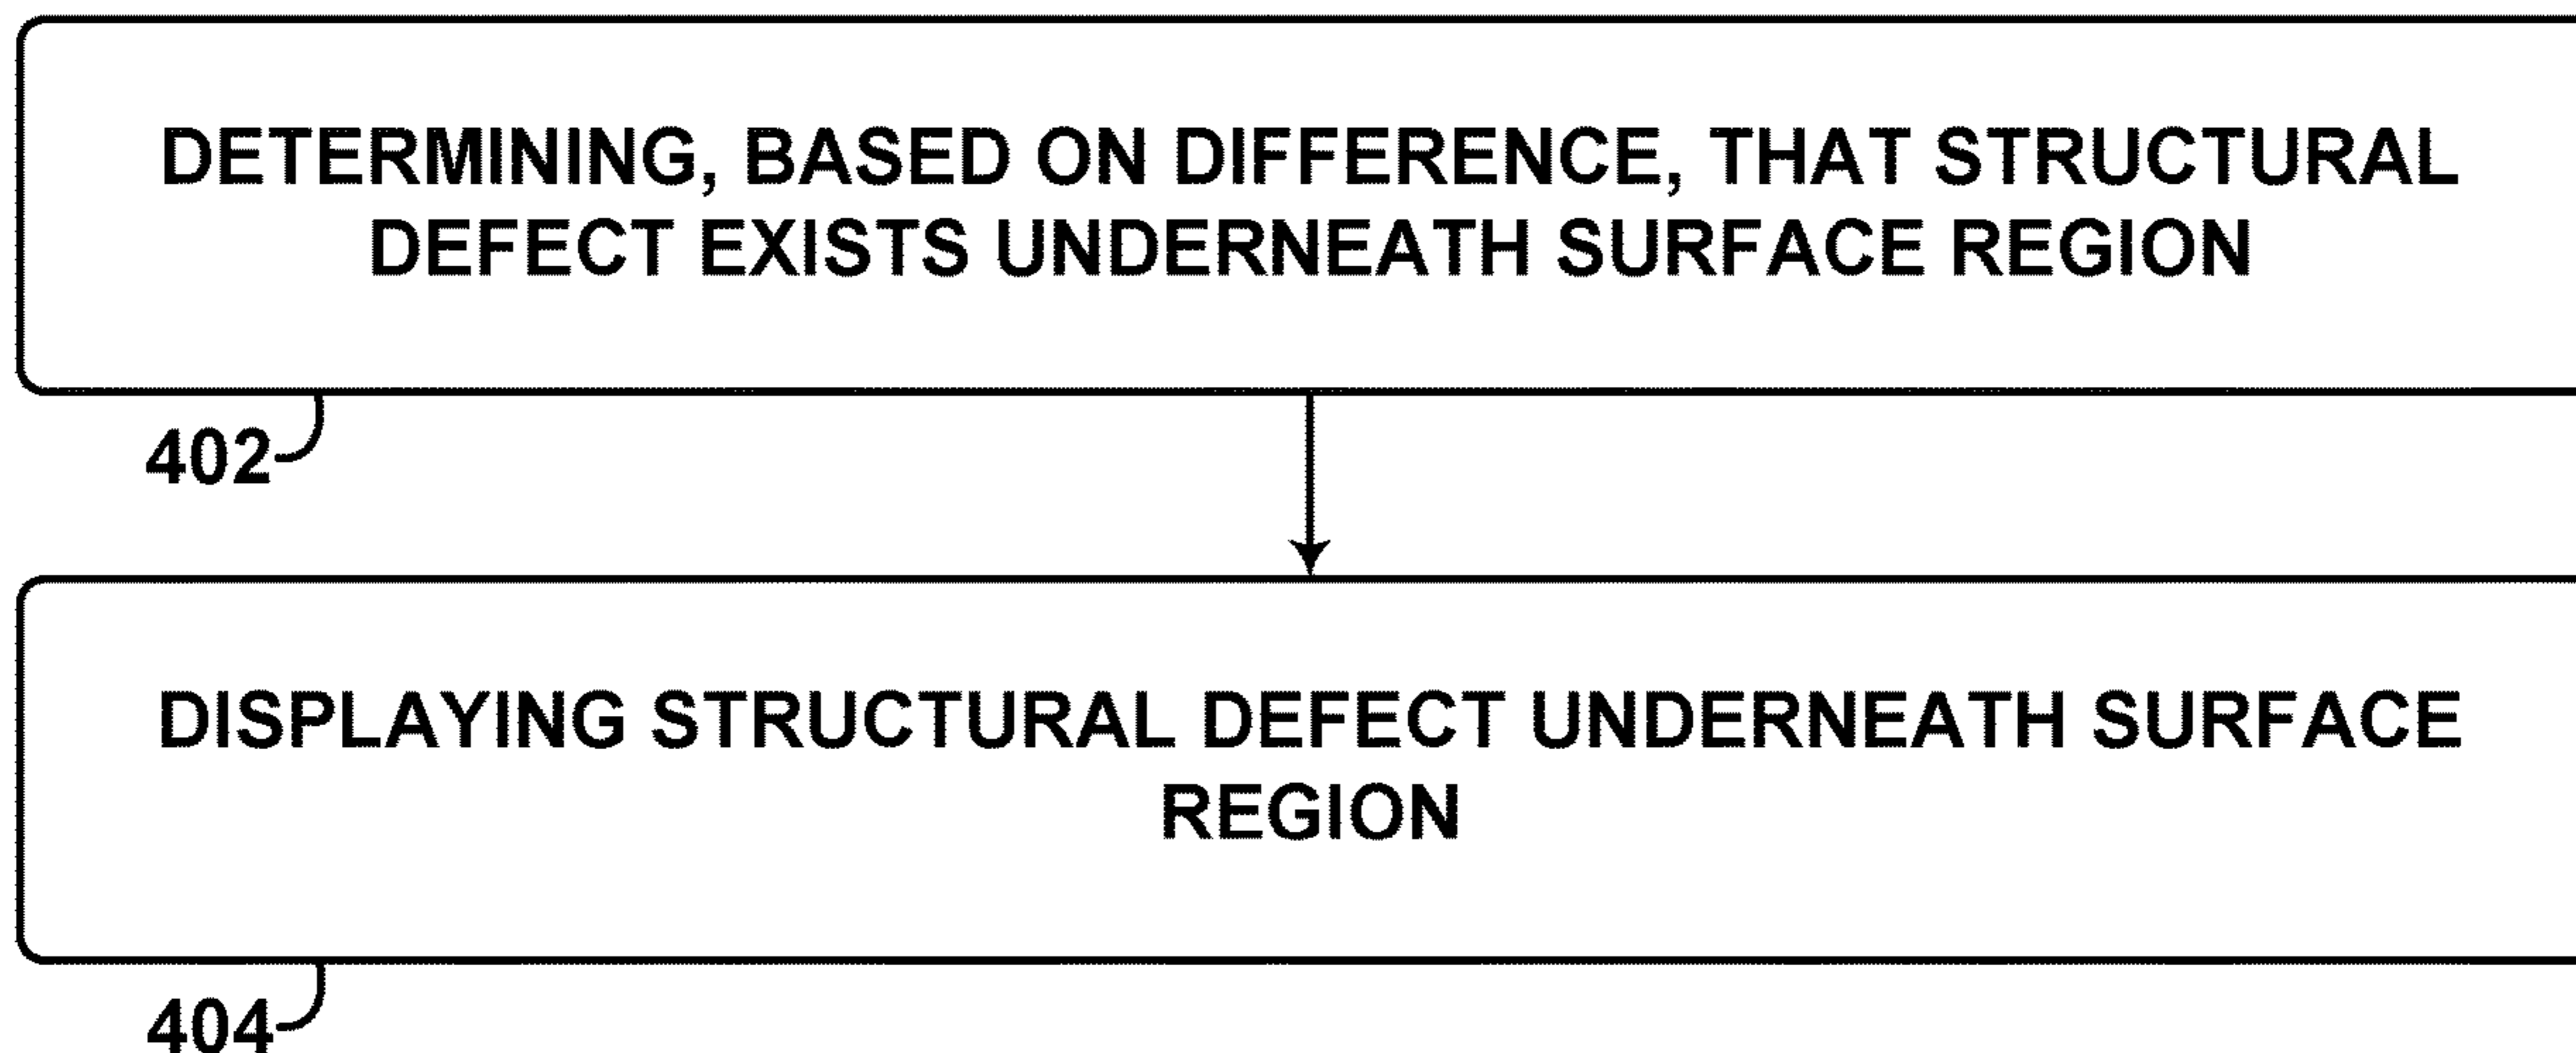 DETERMINING, BASED ON DIFFERENCE, THAT STRUCTURAL
DEFECT EXISTS UNDERNEATH SURFACE REGION
402
DISPLAYING STRUCTURAL DEFECT UNDERNEATH SURFACE
REGION
404